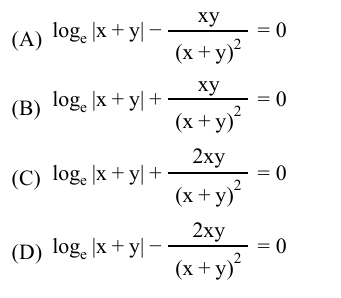 (A) logₑ |x + y| − xy/(x + y)² = 0
(B) logₑ |x + y| + xy/(x + y)² = 0
(C) logₑ |x + y| + 2xy/(x + y)² = 0
(D) logₑ |x + y| − 2xy/(x + y)² = 0